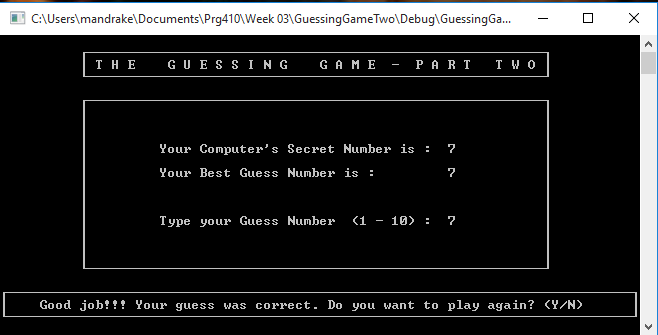 C:\Users\mandrake\Documents\Prg410\Week 03\GuessingGameTwo\Debug\GuessingGa...
T H E G U E S S I N G G A M E - P A R T T W O
Your Computer's Secret Number is : 7
Your Best Guess Number is : 7
Type your Guess Number (1 - 10) : 7
Good job!!! Your guess was correct. Do you want to play again? (Y/N)